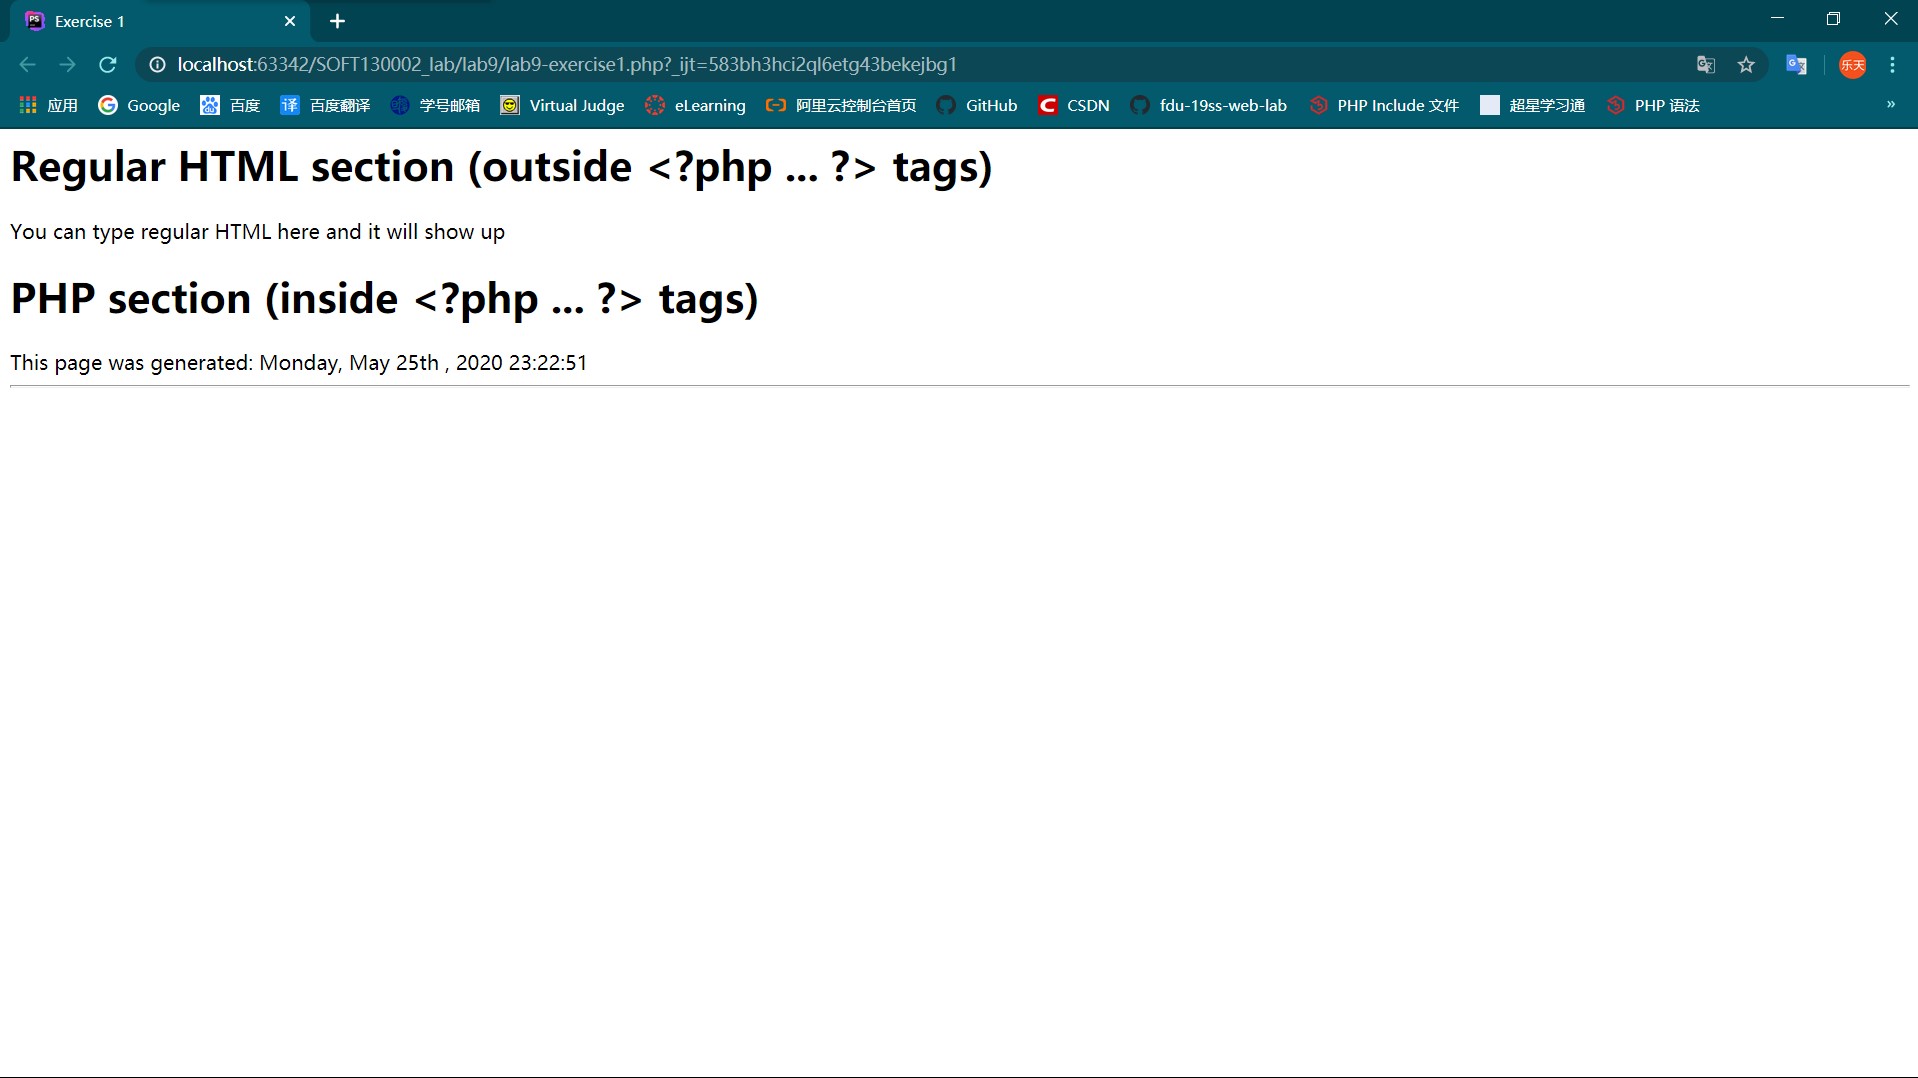 Exercise 1
localhost:63342/SOFT130002_lab/lab9/lab9-exercise1.php?_ijt=583bh3hci2ql6etg43bekejbg1
乐天
应用 Google 百度 译 百度翻译 学号邮箱 Virtual Judge eLearning 阿里云控制台首页 GitHub CSDN fdu-19ss-web-lab PHP Include 文件 超星学习通 PHP 语法 »
Regular HTML section (outside <?php ... ?> tags)
You can type regular HTML here and it will show up
PHP section (inside <?php ... ?> tags)
This page was generated: Monday, May 25th , 2020 23:22:51